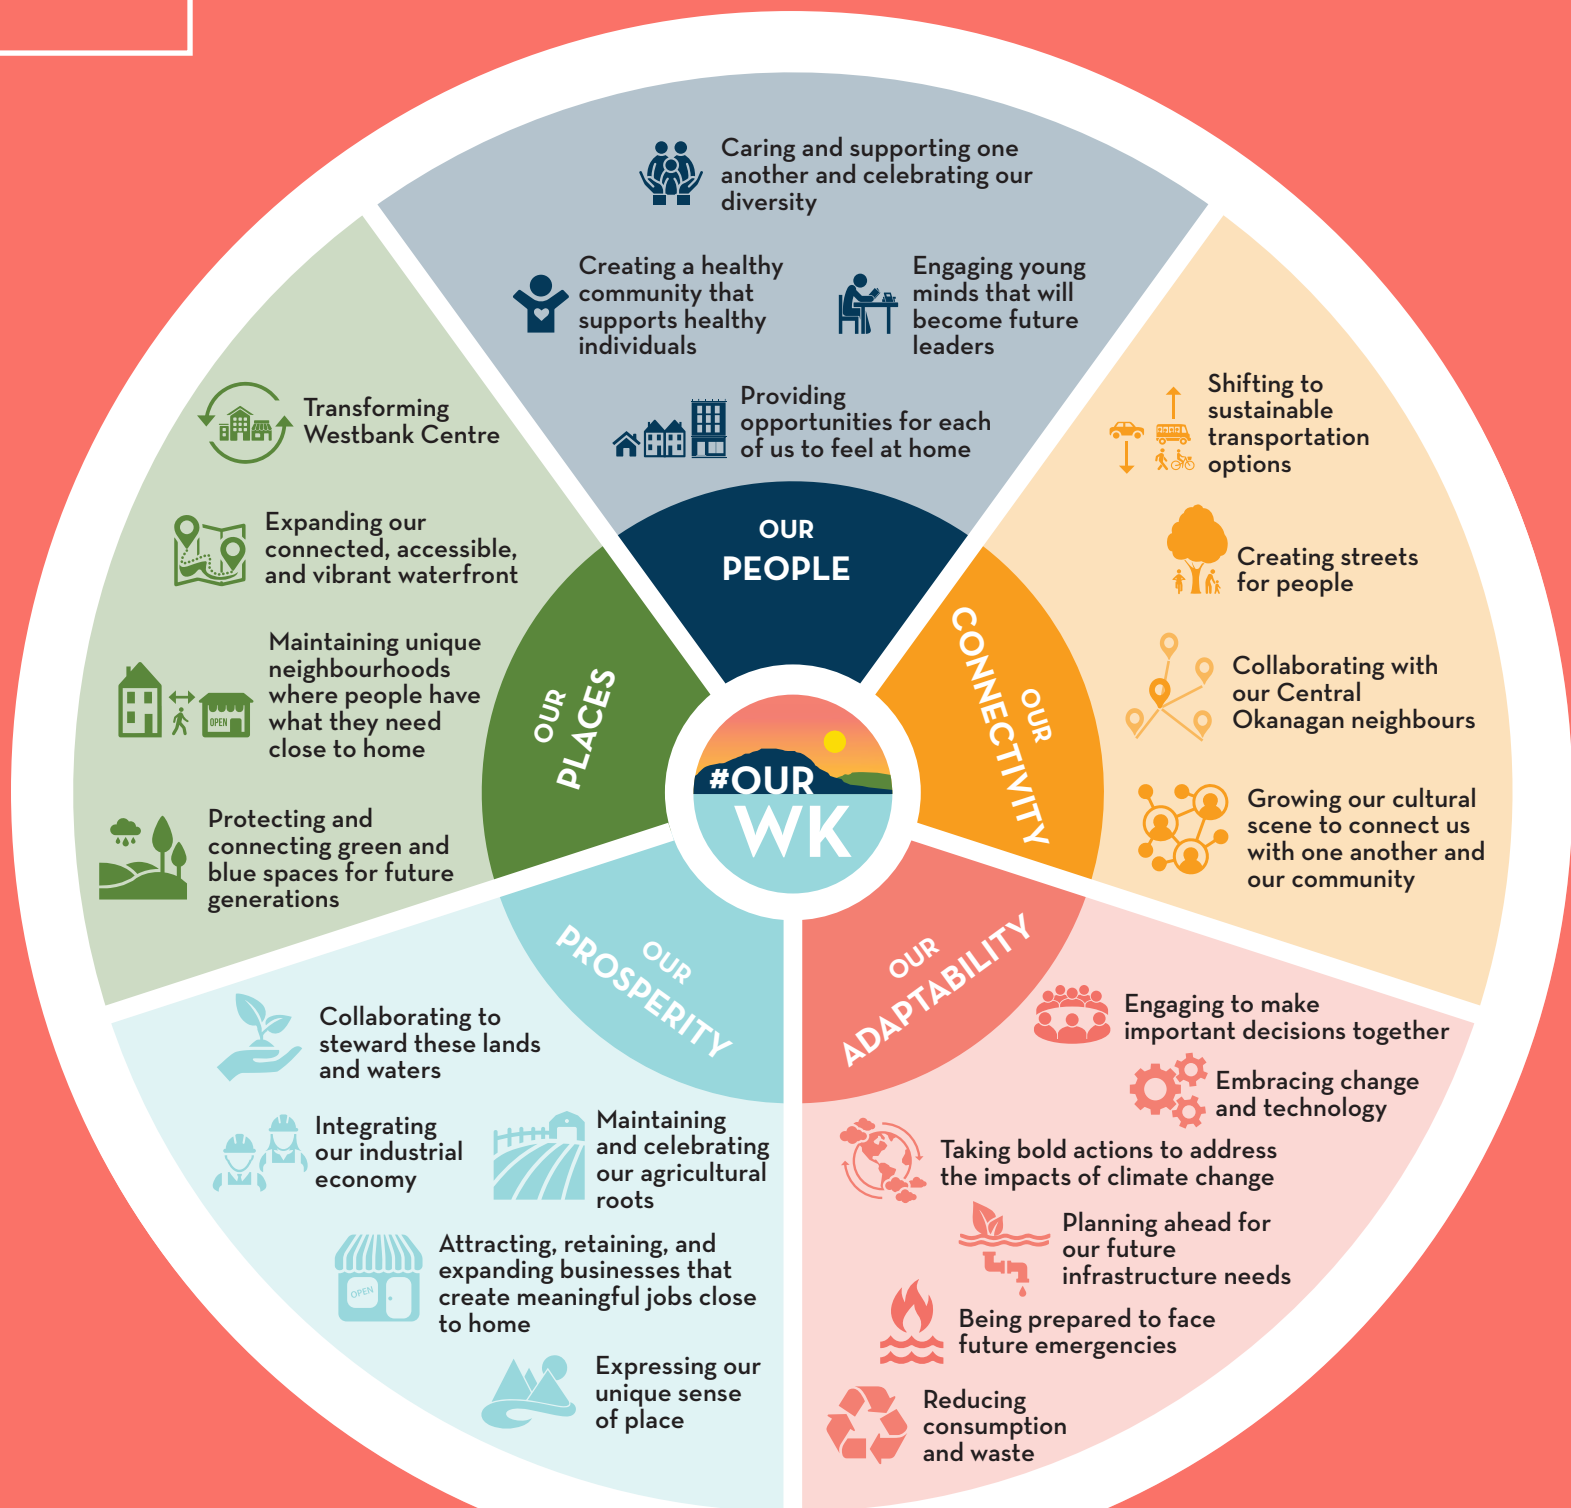 Caring and supporting one
another and celebrating our
diversity
Creating a healthy
community that
supports healthy
individuals
Engaging young
minds that will
become future
leaders
Providing
opportunities for each
of us to feel at home
OUR
PEOPLE
Shifting to
sustainable
transportation
options
Creating streets
for people
Collaborating with
our Central
Okanagan neighbours
Growing our cultural
scene to connect us
with one another and
our community
OUR
CONNECTIVITY
OUR
ADAPTABILITY
Engaging to make
important decisions together
Embracing change
and technology
Taking bold actions to address
the impacts of climate change
Planning ahead for
our future
infrastructure needs
Being prepared to face
future emergencies
Reducing
consumption
and waste
OUR
PROSPERITY
Collaborating to
steward these lands
and waters
Integrating
our industrial
economy
Maintaining
and celebrating
our agricultural
roots
OPEN
Attracting, retaining, and
expanding businesses that
create meaningful jobs close
to home
Expressing our
unique sense
of place
OUR
PLACES
Transforming
Westbank Centre
Expanding our
connected, accessible,
and vibrant waterfront
OPEN
Maintaining unique
neighbourhoods
where people have
what they need
close to home
Protecting and
connecting green and
blue spaces for future
generations
#OUR
WK